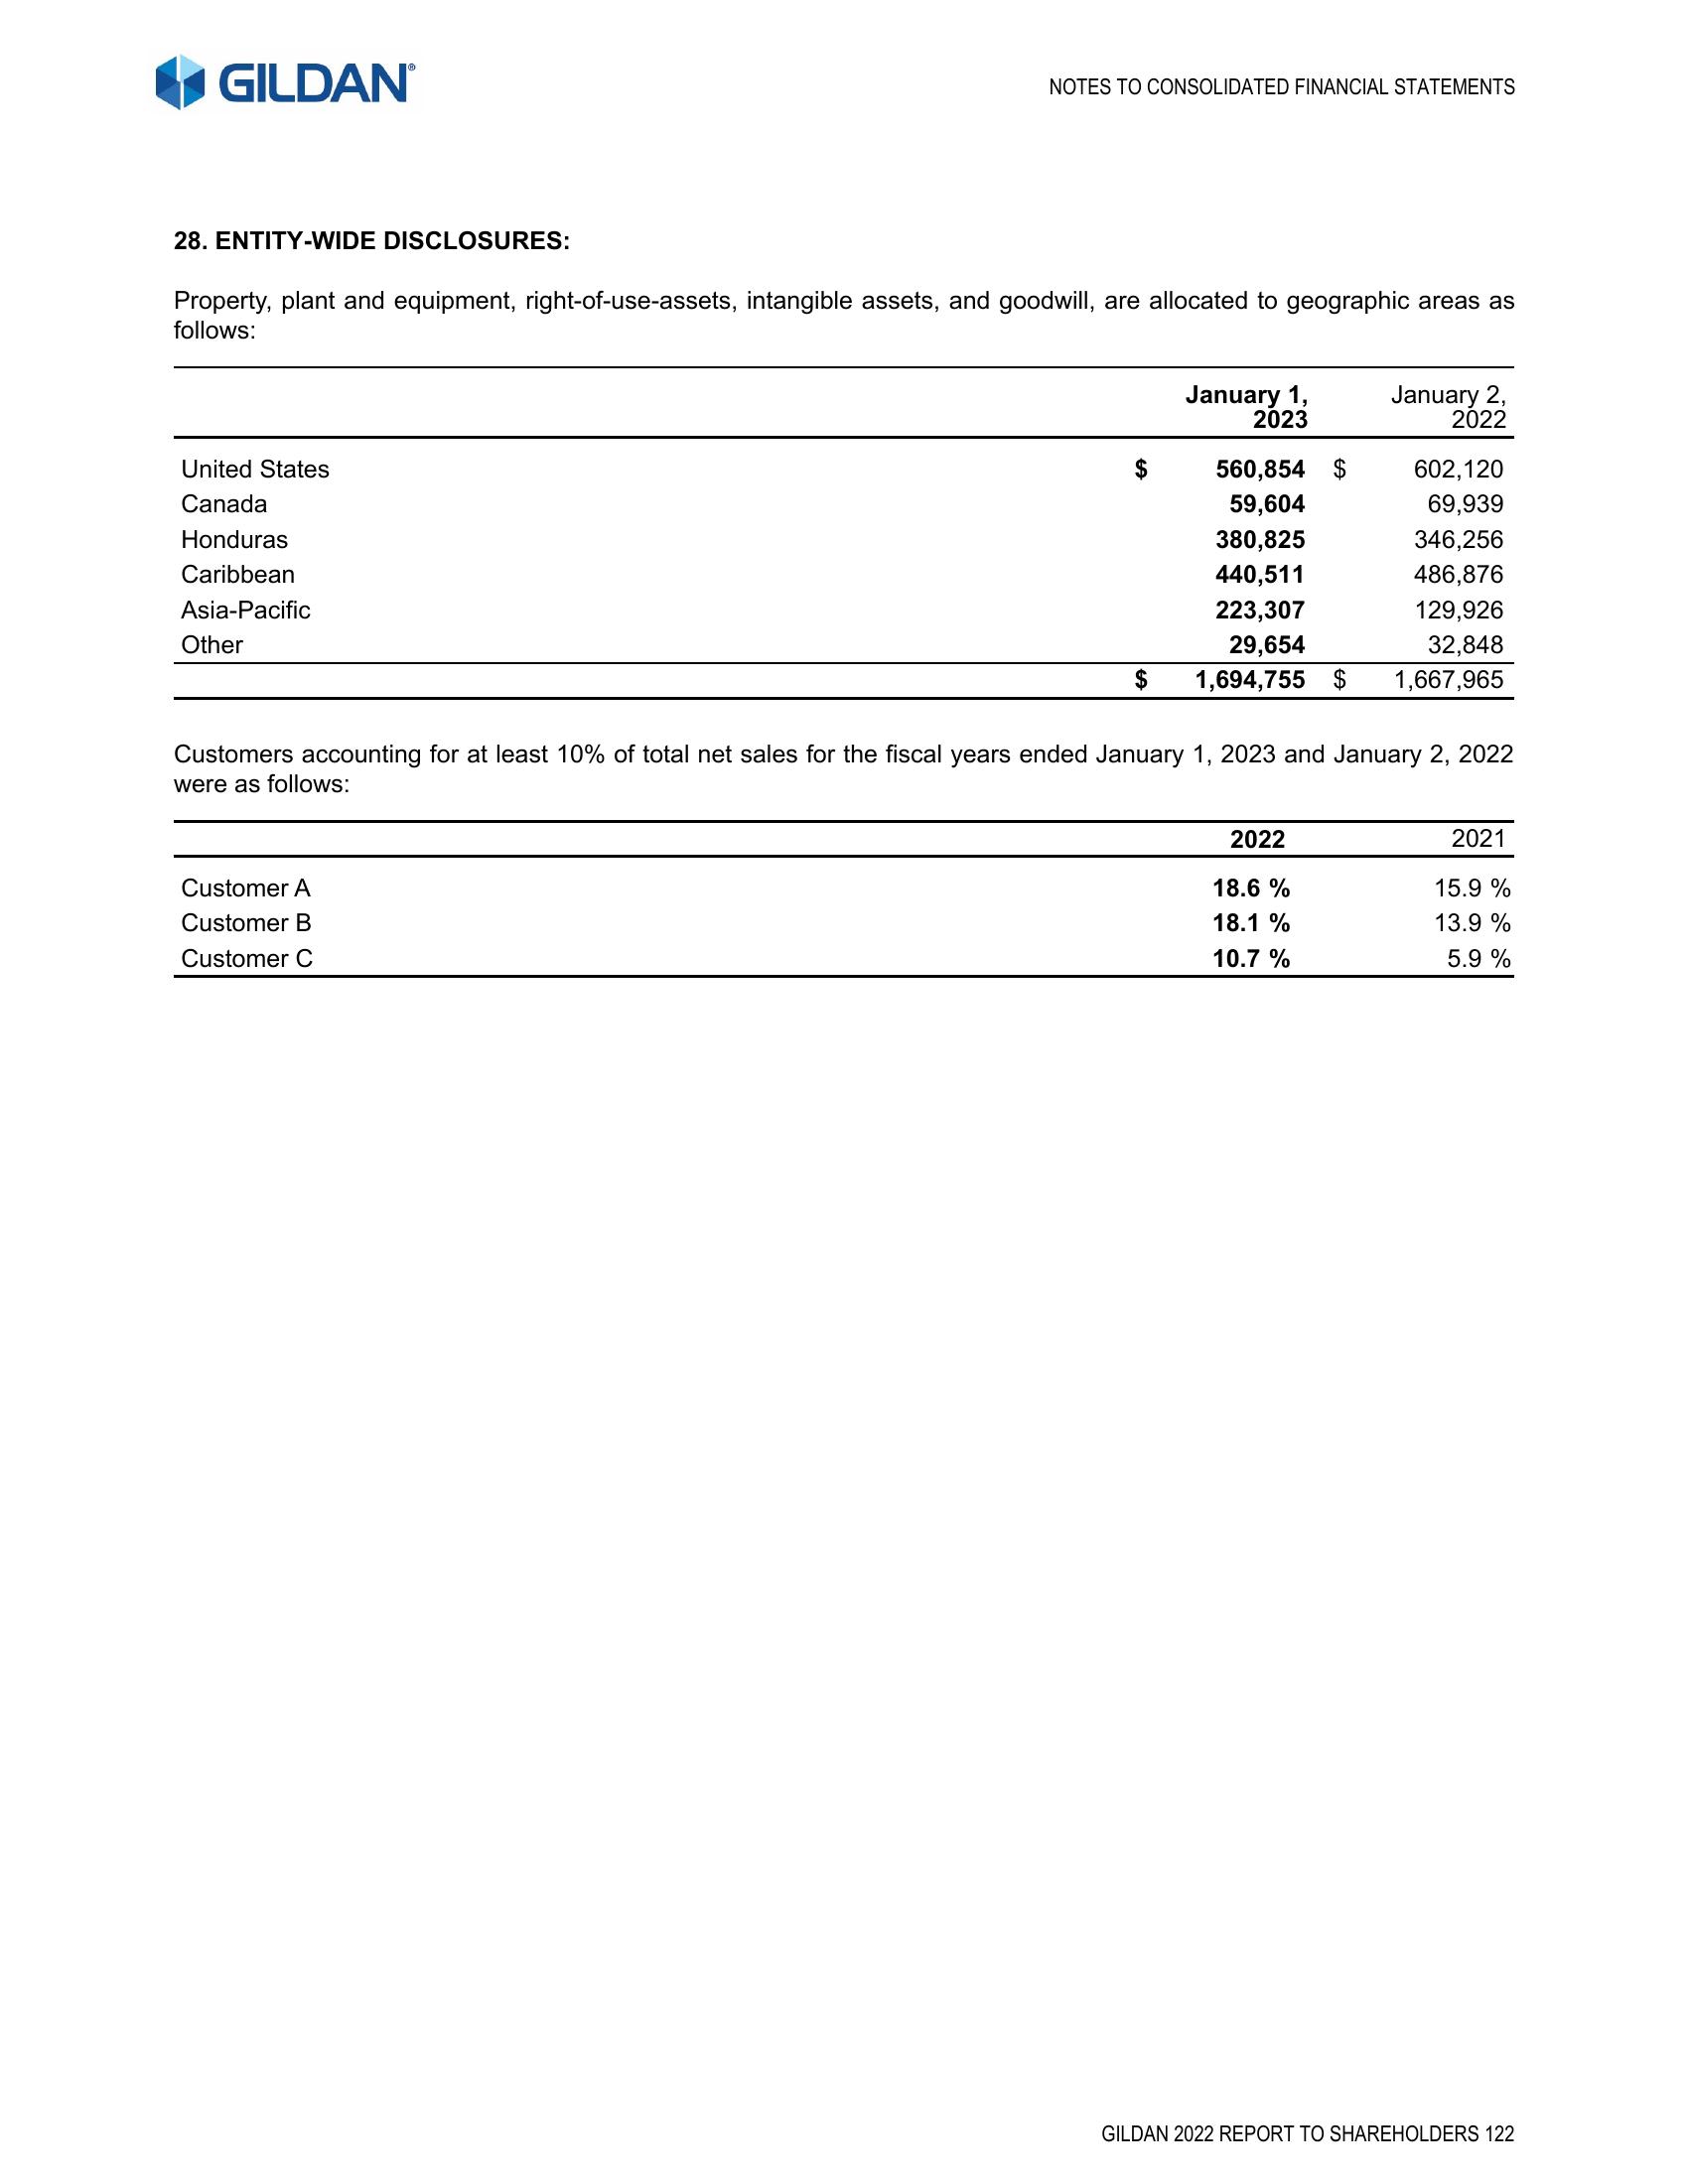 GILDAN®
NOTES TO CONSOLIDATED FINANCIAL STATEMENTS
28. ENTITY-WIDE DISCLOSURES:
Property, plant and equipment, right-of-use-assets, intangible assets, and goodwill, are allocated to geographic areas as
follows:
January 1, 2023 January 2, 2022
United States $ 560,854 $ 602,120
Canada 59,604 69,939
Honduras 380,825 346,256
Caribbean 440,511 486,876
Asia-Pacific 223,307 129,926
Other 29,654 32,848
$ 1,694,755 $ 1,667,965
Customers accounting for at least 10% of total net sales for the fiscal years ended January 1, 2023 and January 2, 2022
were as follows:
2022 2021
Customer A 18.6 % 15.9 %
Customer B 18.1 % 13.9 %
Customer C 10.7 % 5.9 %
GILDAN 2022 REPORT TO SHAREHOLDERS 122